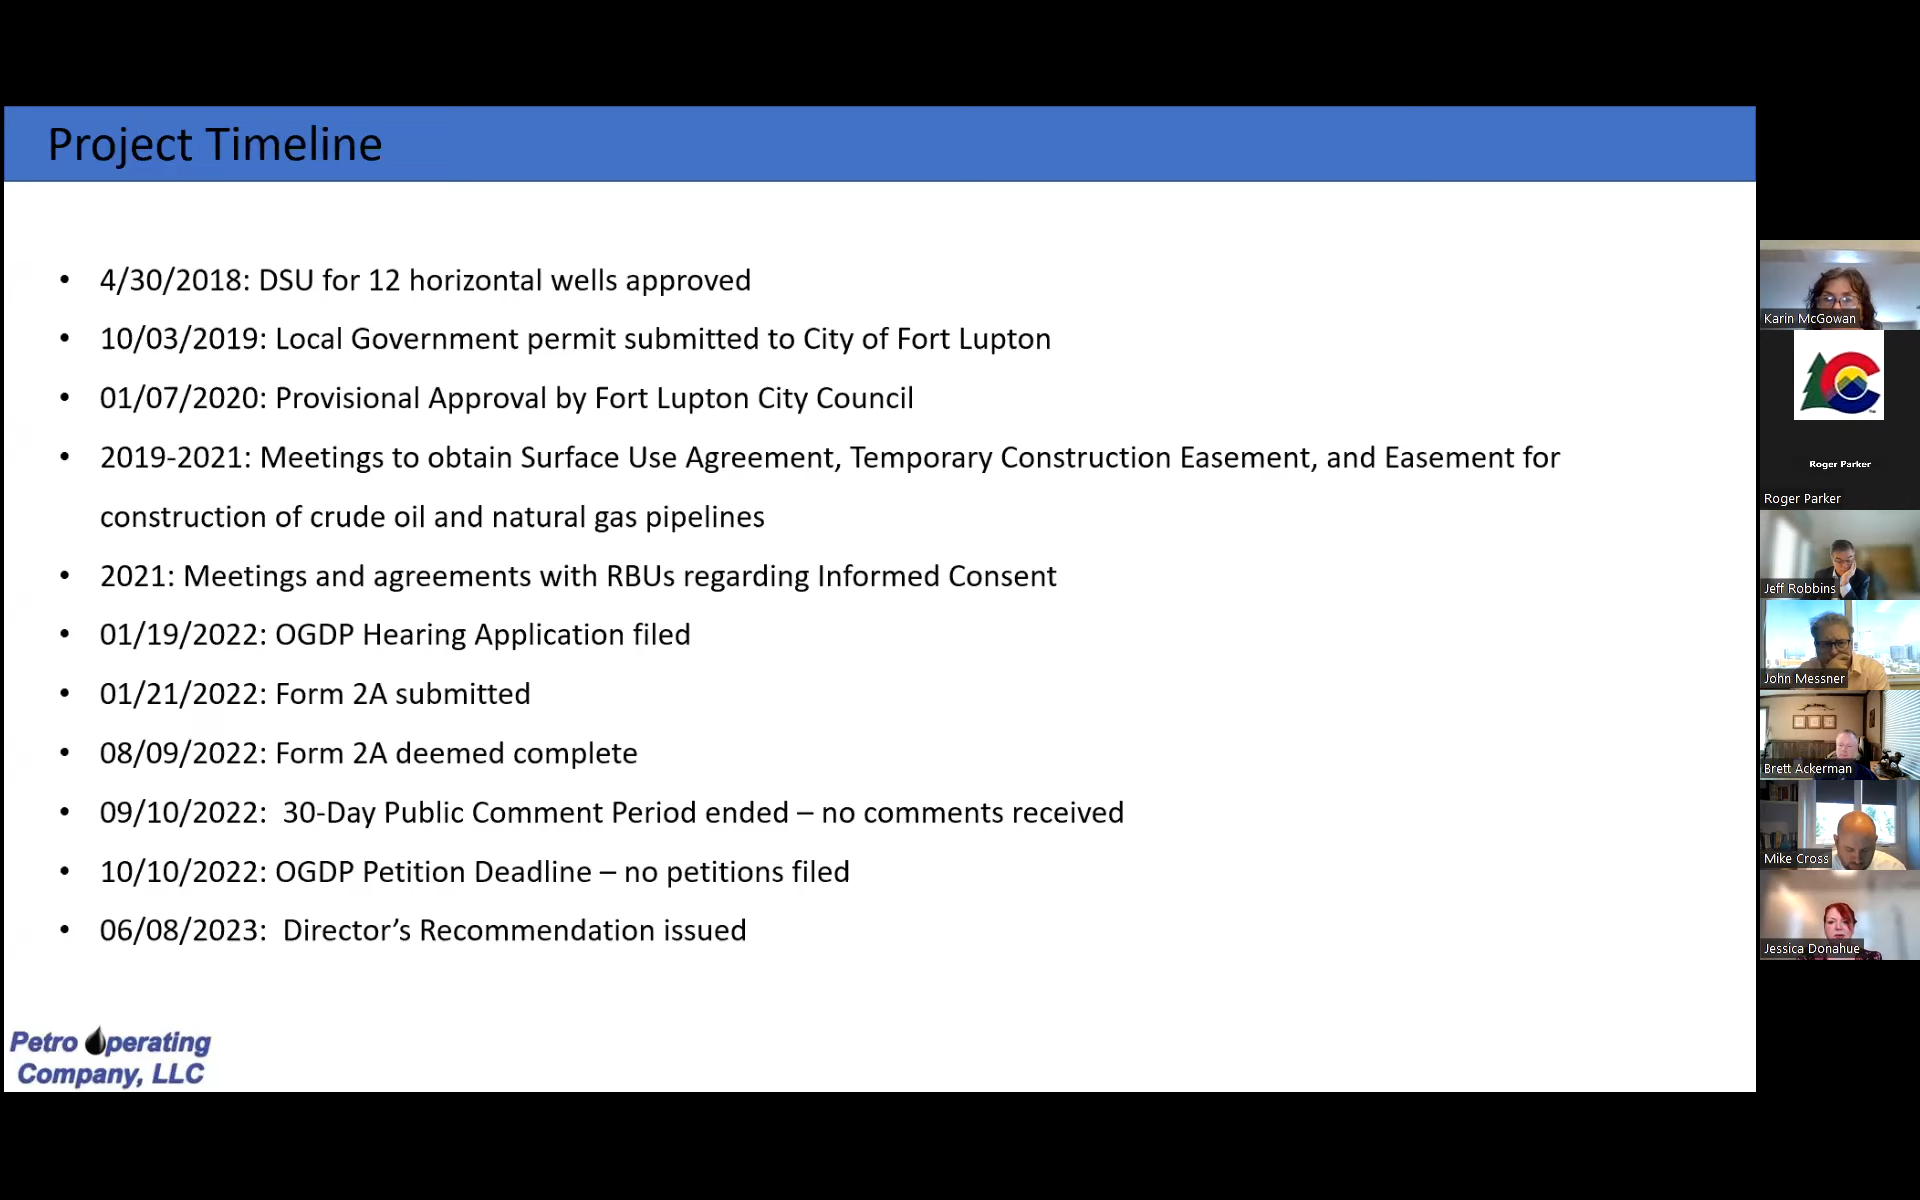 Project Timeline
• 4/30/2018: DSU for 12 horizontal wells approved
• 10/03/2019: Local Government permit submitted to City of Fort Lupton
• 01/07/2020: Provisional Approval by Fort Lupton City Council
• 2019-2021: Meetings to obtain Surface Use Agreement, Temporary Construction Easement, and Easement for
construction of crude oil and natural gas pipelines
• 2021: Meetings and agreements with RBUs regarding Informed Consent
• 01/19/2022: OGDP Hearing Application filed
• 01/21/2022: Form 2A submitted
• 08/09/2022: Form 2A deemed complete
• 09/10/2022:  30-Day Public Comment Period ended – no comments received
• 10/10/2022: OGDP Petition Deadline – no petitions filed
• 06/08/2023:  Director’s Recommendation issued
Petro Operating
Company, LLC
Karin McGowan
Roger Parker
Roger Parker
Jeff Robbins
John Messner
Brett Ackerman
Mike Cross
Jessica Donahue